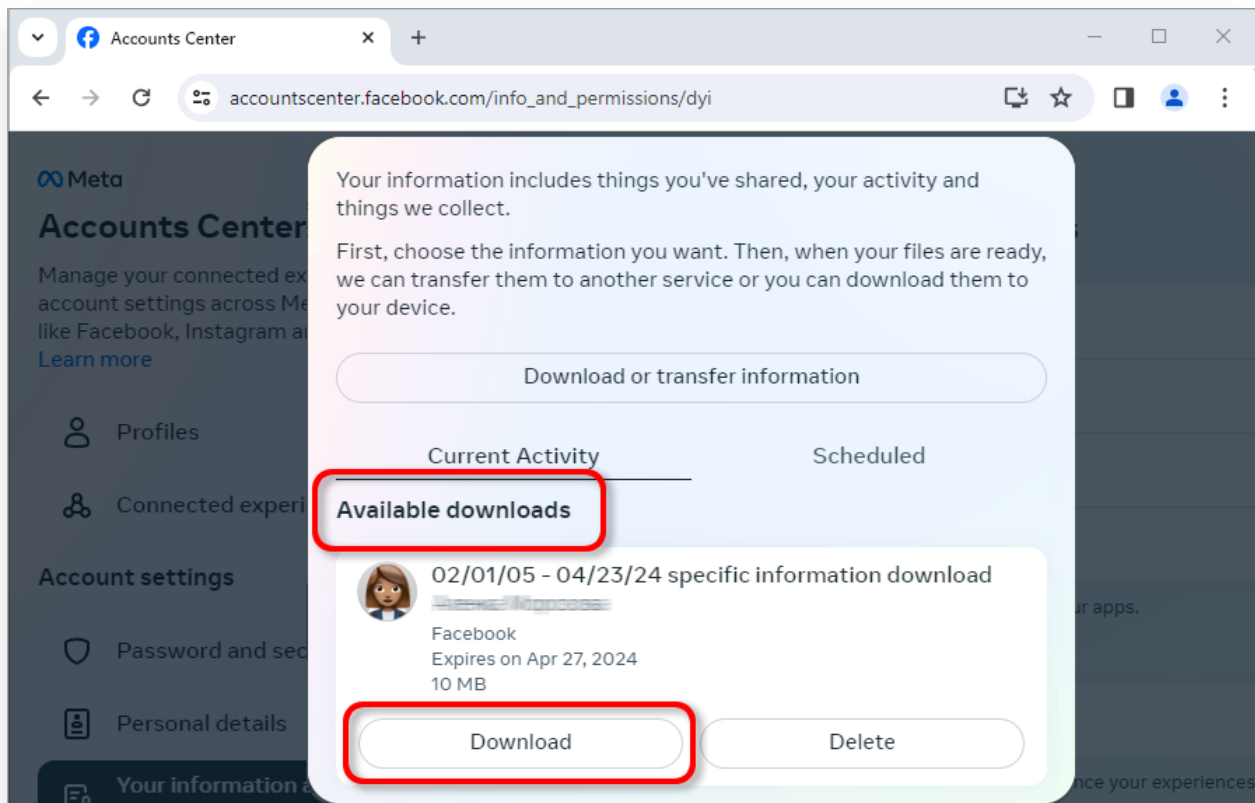 Accounts Center
accountscenter.facebook.com/info_and_permissions/dyi
Meta
Accounts Center
Manage your connected ex
account settings across Me
like Facebook, Instagram a
Learn more
Profiles
Connected experi
Account settings
Password and sec
Personal details
Your information a
Your information includes things you've shared, your activity and
things we collect.
First, choose the information you want. Then, when your files are ready,
we can transfer them to another service or you can download them to
your device.
Download or transfer information
Current Activity
Scheduled
Available downloads
02/01/05 - 04/23/24 specific information download
Facebook
Expires on Apr 27, 2024
10 MB
Download
Delete
ur apps.
nce your experiences